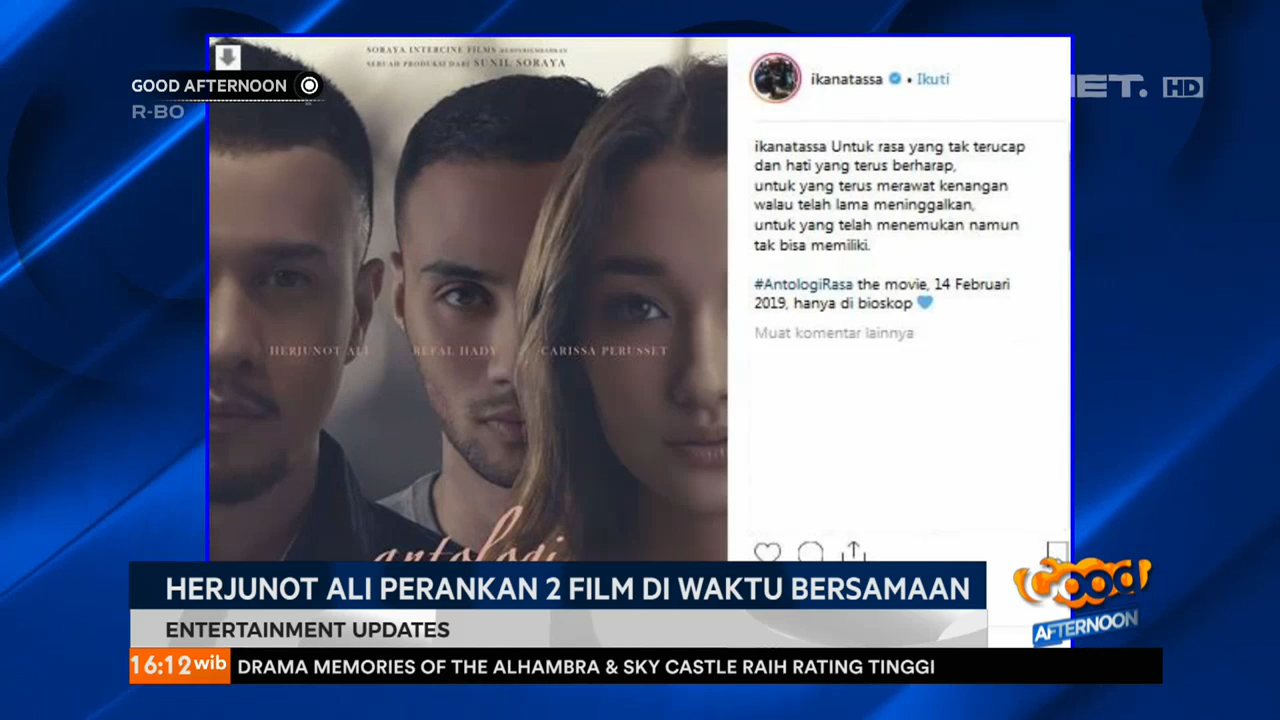 SORAYA INTERCINE FILMS MEMPERSEMBAHKAN
SEBUAH PRODUKSI DARI SUNIL SORAYA
GOOD AFTERNOON
R-BO
NET. HD
ikanatassa • Ikuti
ikanatassa Untuk rasa yang tak terucap
dan hati yang terus berharap,
untuk yang terus merawat kenangan
walau telah lama meninggalkan,
untuk yang telah menemukan namun
tak bisa memiliki.
#AntologiRasa the movie, 14 Februari
2019, hanya di bioskop
Muat komentar lainnya
HERJUNOT ALI
REFAL HADY
CARISSA PERUSSET
antologi
HERJUNOT ALI PERANKAN 2 FILM DI WAKTU BERSAMAAN
ENTERTAINMENT UPDATES
Good
AFTERNOON
16:12 wib
DRAMA MEMORIES OF THE ALHAMBRA & SKY CASTLE RAIH RATING TINGGI